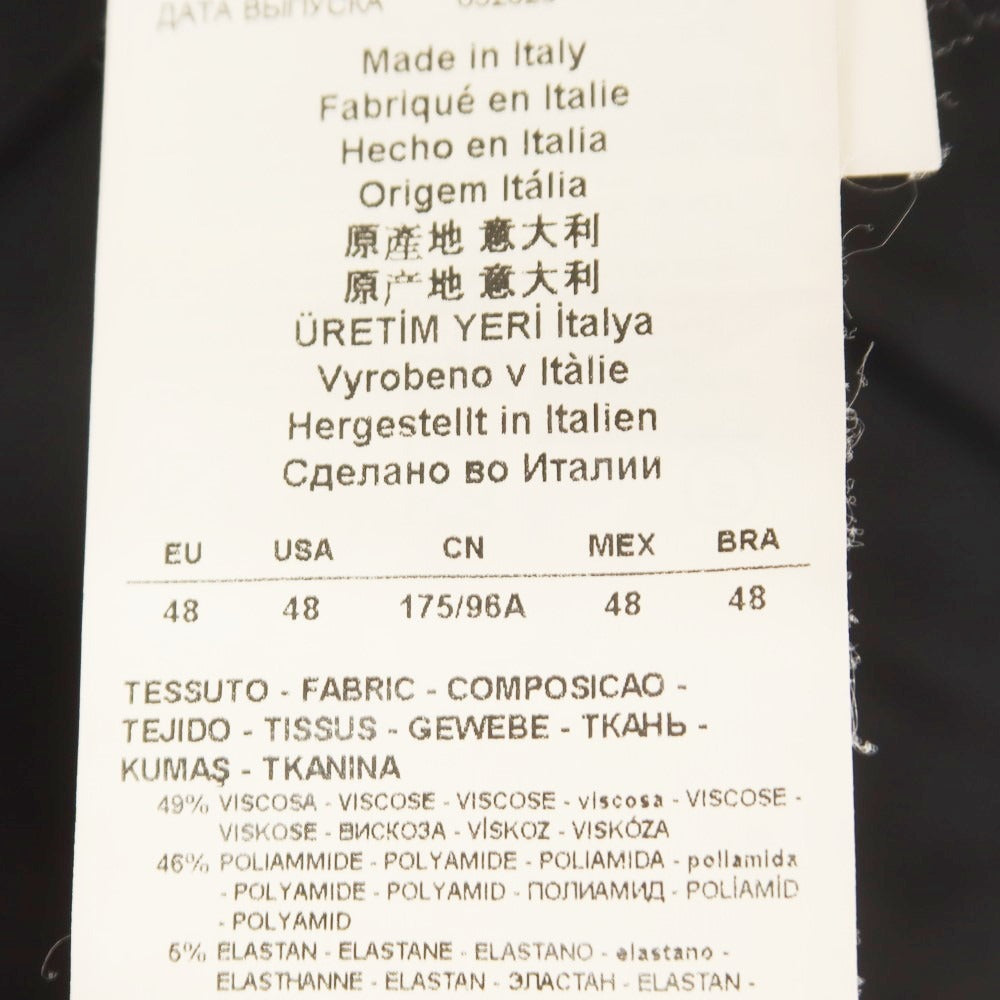 ДАТА ВЫПУСКА
Made in Italy
Fabriqué en Italie
Hecho en Italia
Origem Itália
原產地 意大利
原产地 意大利
ÜRETİM YERİ İtalya
Vyrobeno v Itàlie
Hergestellt in Italien
Сделано во Италии
EU USA CN MEX BRA
48 48 175/96A 48 48
TESSUTO - FABRIC - COMPOSICAO -
TEJIDO - TISSUS - GEWEBE - ТКАНЬ -
KUMAŞ - TKANINA
49% VISCOSA - VISCOSE - VISCOSE - viscosa - VISCOSE -
VISKOSE - ВИСКОЗА - VİSKOZ - VISKÓZA
46% POLIAMMIDE - POLYAMIDE - POLIAMIDA - poliamida
- POLYAMIDE - POLYAMID - ПОЛИАМИД - POLİAMİD
- POLYAMID
5% ELASTAN - ELASTANE - ELASTANO - elastano -
ELASTHANNE - ELASTAN - ЭЛАСТАН - ELASTAN -